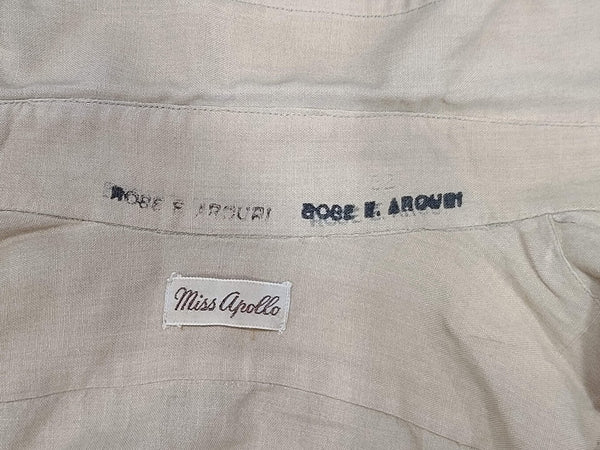 ROSE E. AROURI ROSE E. AROURI
Miss Apollo